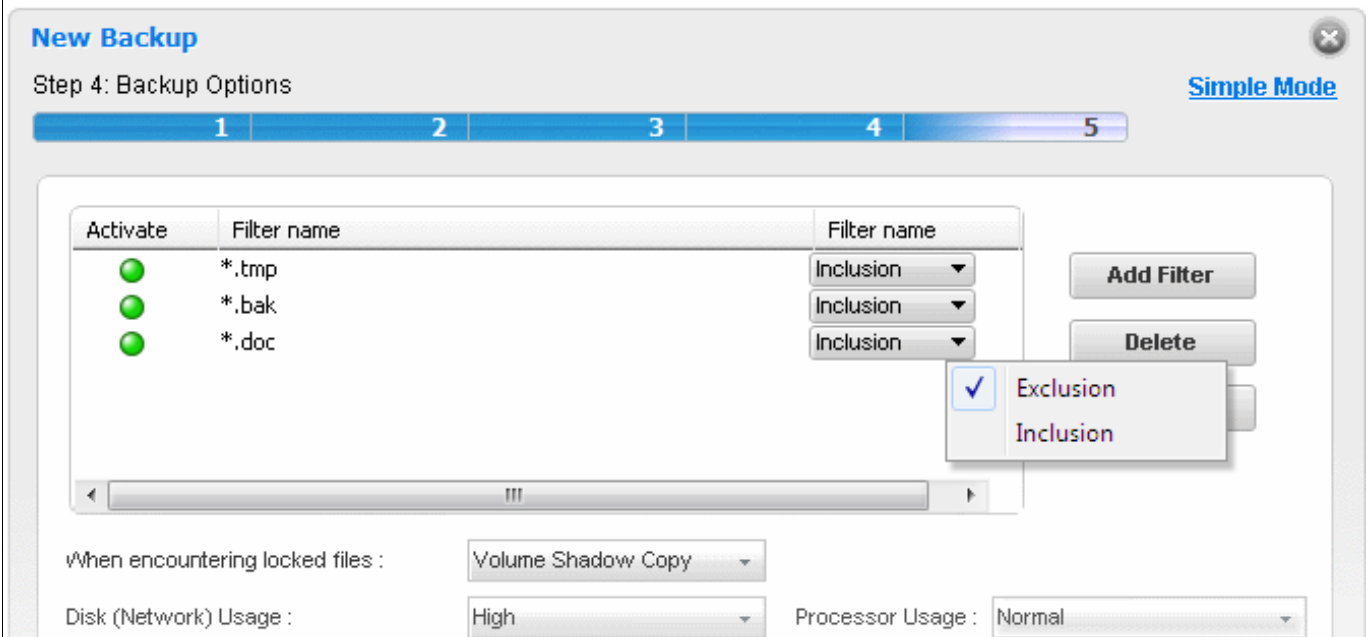 New Backup
Step 4: Backup Options
Simple Mode
1 2 3 4 5
Activate Filter name Filter name
*.tmp Inclusion Add Filter
*.bak Inclusion
*.doc Inclusion Delete
Exclusion
Inclusion
When encountering locked files : Volume Shadow Copy
Disk (Network) Usage : High Processor Usage : Normal